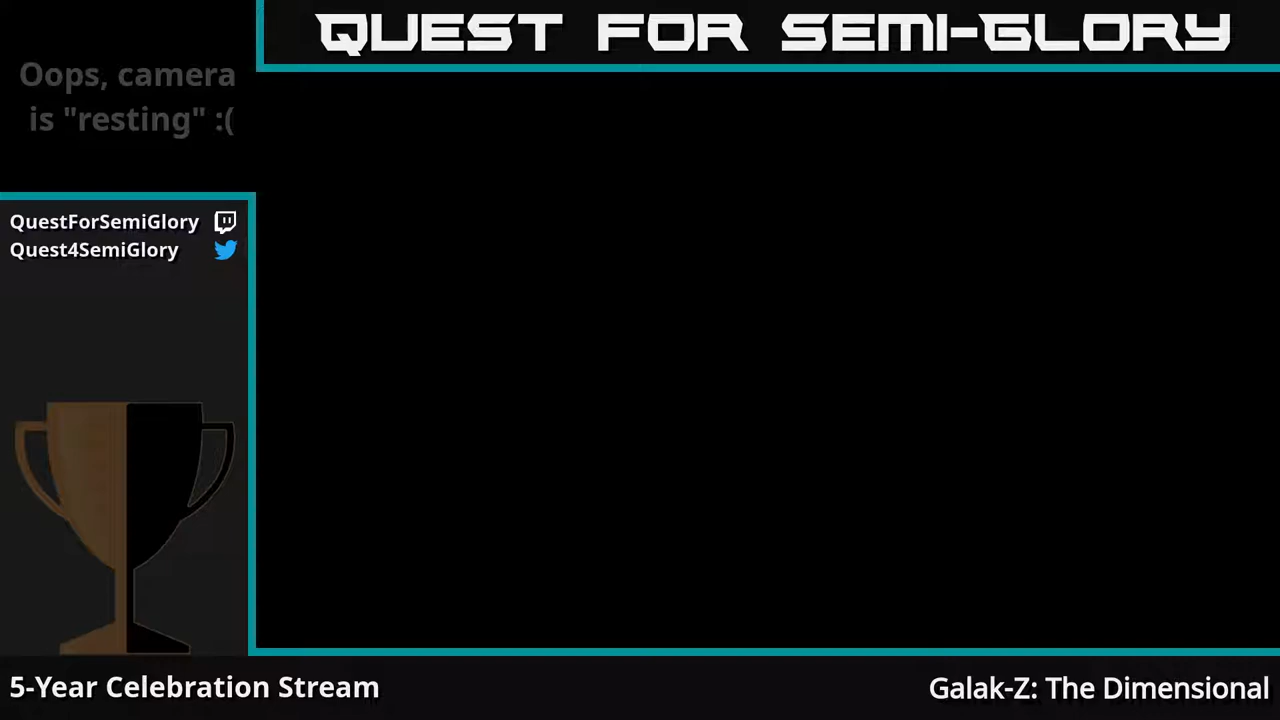 QUEST FOR SEMI-GLORY
Oops, camera
is "resting" :(
QuestForSemiGlory
Quest4SemiGlory
5-Year Celebration Stream
Galak-Z: The Dimensional